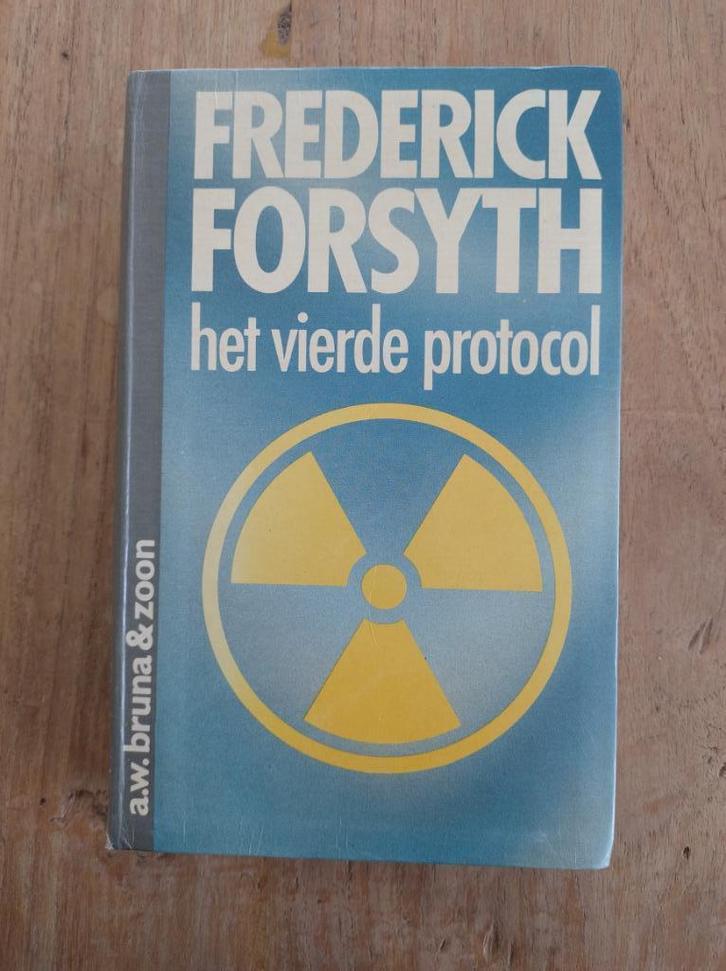 FREDERICK
FORSYTH
het vierde protocol
a.w. bruna & zoon